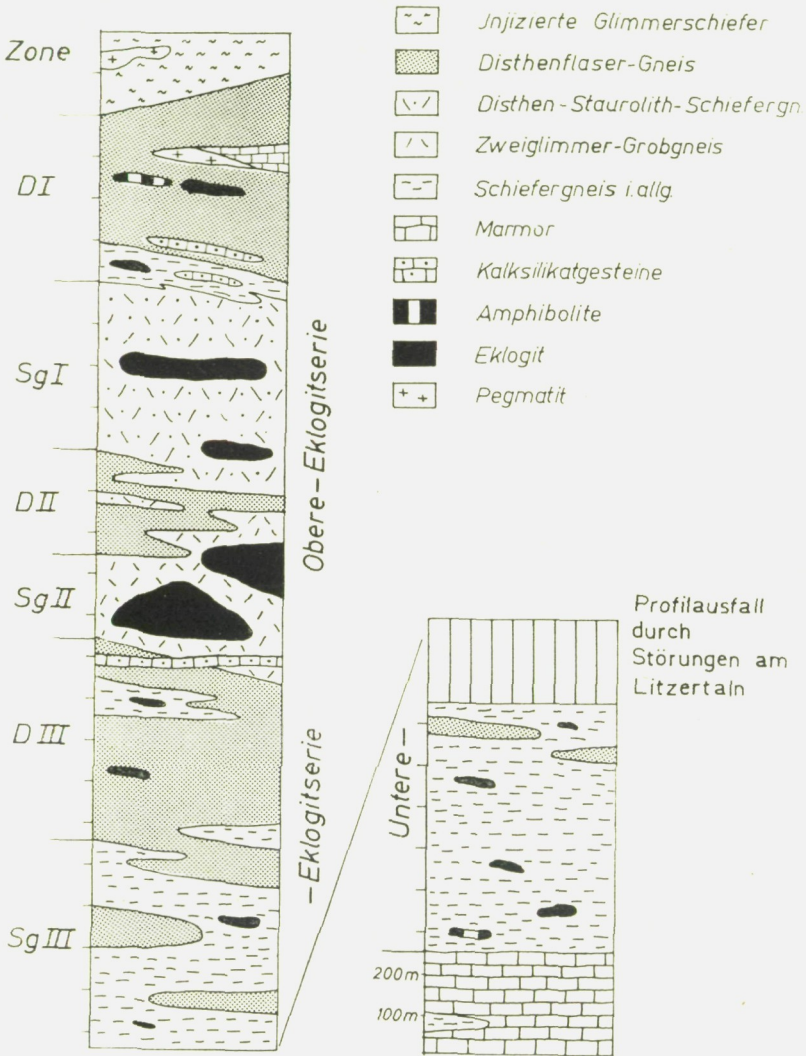 Zone
DI
SgI
DII
SgII
DIII
SgIII
Obere-Eklogitserie
-Eklogitserie
Jnjizierte Glimmerschiefer
Disthenflaser-Gneis
Disthen-Staurolith-Schiefergn
Zweiglimmer-Grobgneis
Schiefergneis i.allg.
Marmor
Kalksilikatgesteine
Amphibolite
Eklogit
Pegmatit
Profilausfall
durch
Störungen am
Litzertaln
Untere-
200m
100m